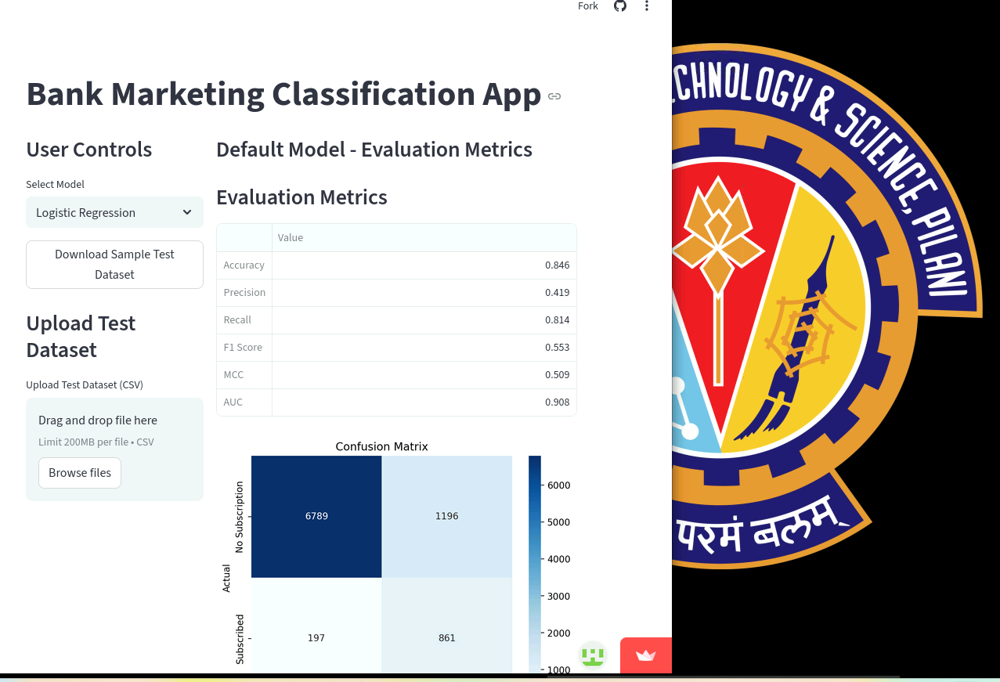 Fork
Bank Marketing Classification App
User Controls
Select Model
Logistic Regression
Download Sample Test
Dataset
Upload Test
Dataset
Upload Test Dataset (CSV)
Drag and drop file here
Limit 200MB per file • CSV
Browse files
Default Model - Evaluation Metrics
Evaluation Metrics
Value
Accuracy 0.846
Precision 0.419
Recall 0.814
F1 Score 0.553
MCC 0.509
AUC 0.908
Confusion Matrix
Actual
No Subscription
6789 1196
Subscribed
197 861
6000
5000
4000
3000
2000
1000
CHNOLOGY & SCIENCE, PILANI
परमं बलम्